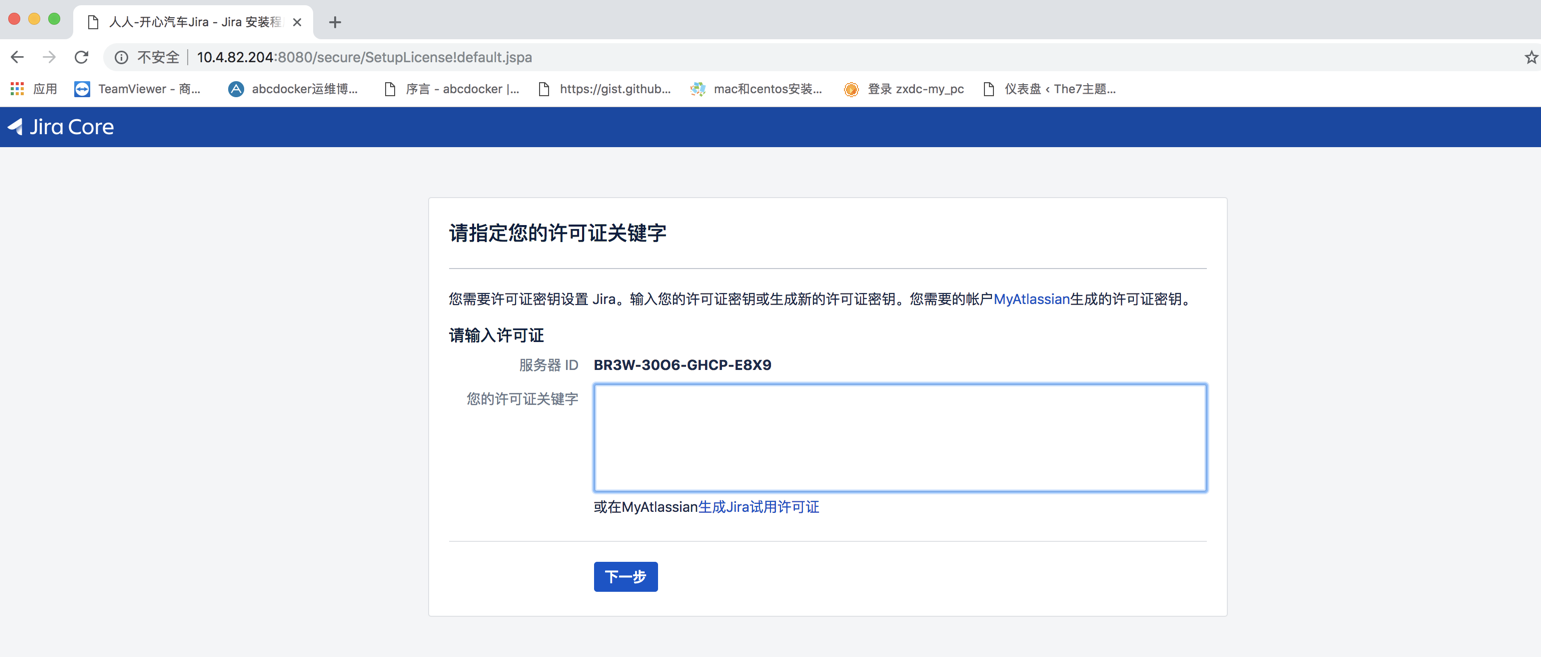 人人-开心汽车Jira - Jira 安装程
不安全 | 10.4.82.204:8080/secure/SetupLicense!default.jspa
应用 TeamViewer - 商... abcdocker运维博... 序言 - abcdocker |... https://gist.github... mac和centos安装... 登录 zxdc-my_pc 仪表盘 ‹ The7主题...
Jira Core
请指定您的许可证关键字
您需要许可证密钥设置 Jira。输入您的许可证密钥或生成新的许可证密钥。您需要的帐户MyAtlassian生成的许可证密钥。
请输入许可证
服务器 ID BR3W-30O6-GHCP-E8X9
您的许可证关键字
或在MyAtlassian生成Jira试用许可证
下一步